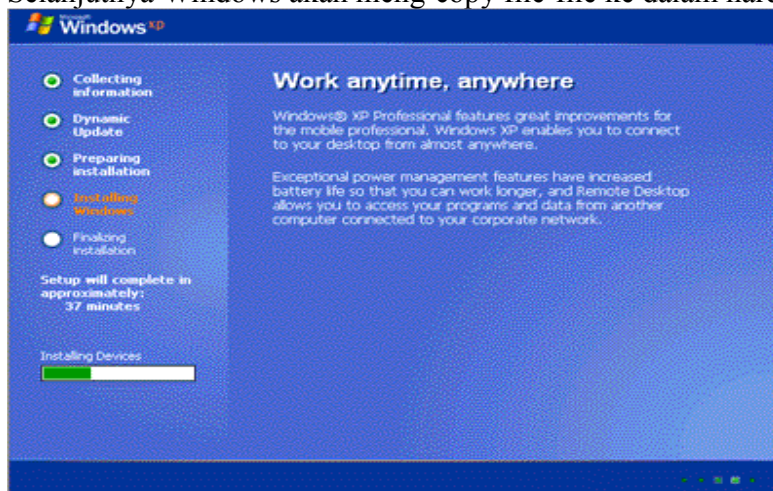 Selanjutnya Windows akan meng-copy file-file ke dalam hard
Microsoft
Windows xp
Collecting
information
Dynamic
Update
Preparing
installation
Installing
Windows
Finalizing
installation
Setup will complete in
approximately:
37 minutes
Installing Devices
Work anytime, anywhere
Windows® XP Professional features great improvements for
the mobile professional. Windows XP enables you to connect
to your desktop from almost anywhere.
Exceptional power management features have increased
battery life so that you can work longer, and Remote Desktop
allows you to access your programs and data from another
computer connected to your corporate network.